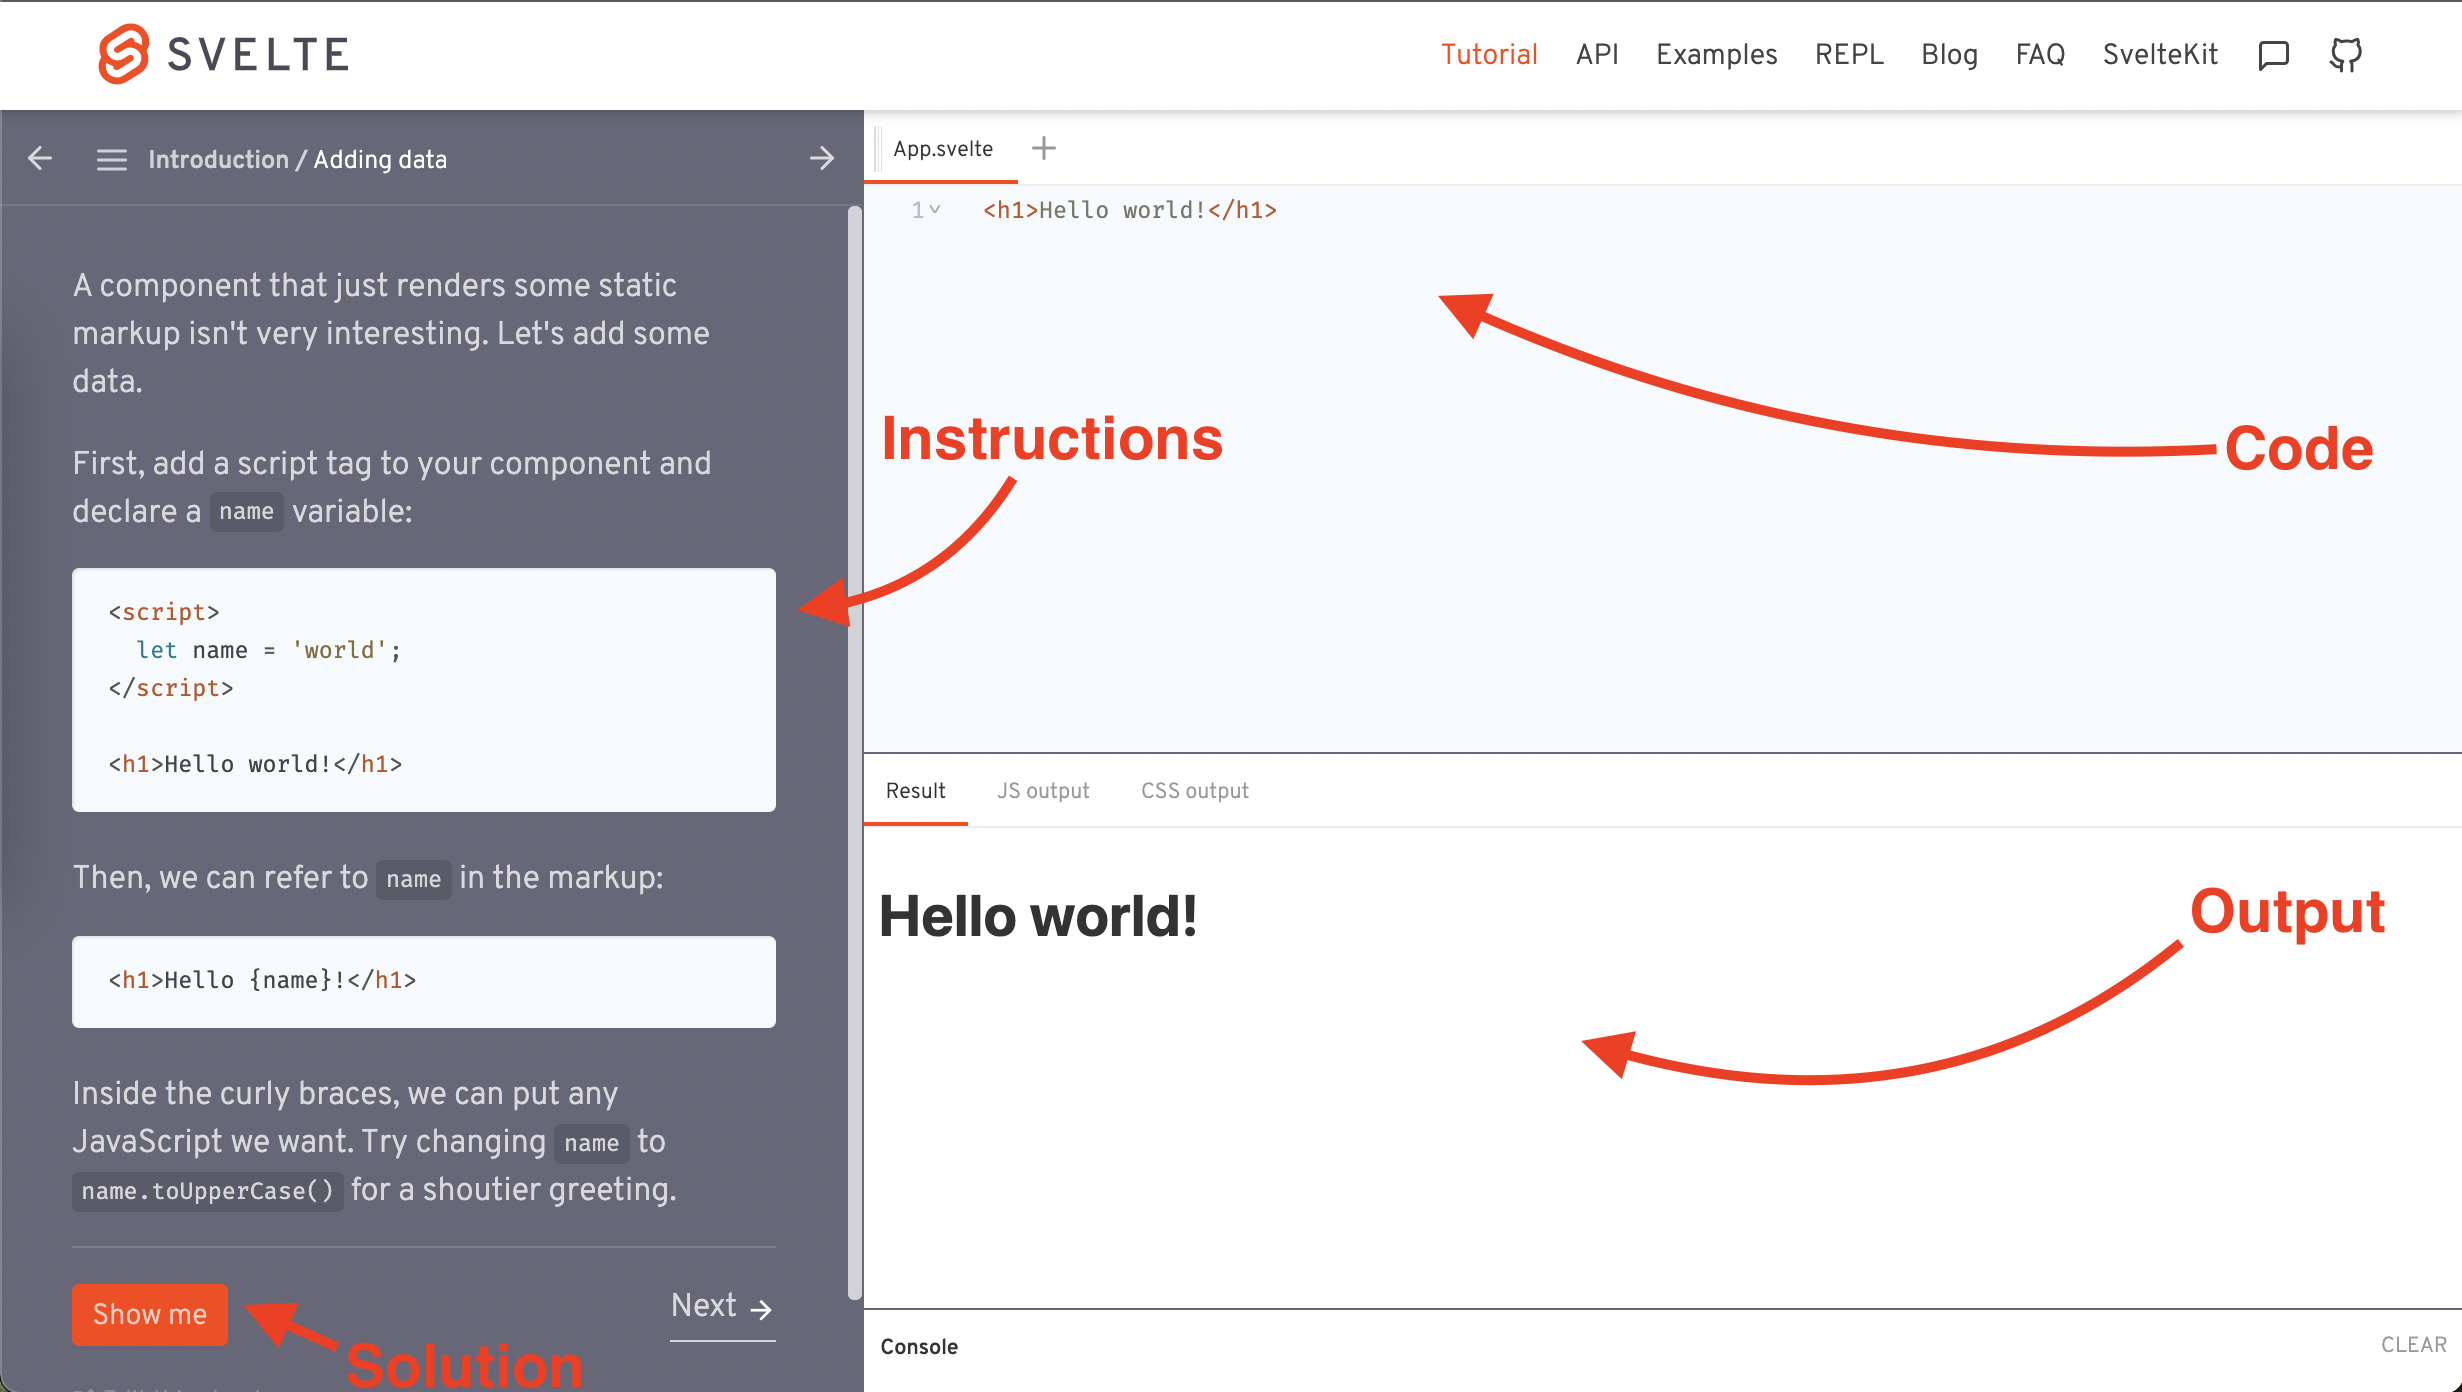 SVELTE
Tutorial API Examples REPL Blog FAQ SvelteKit
Introduction / Adding data
A component that just renders some static
markup isn't very interesting. Let's add some
data.
First, add a script tag to your component and
declare a name variable:
<script>
let name = 'world';
</script>
<h1>Hello world!</h1>
Then, we can refer to name in the markup:
<h1>Hello {name}!</h1>
Inside the curly braces, we can put any
JavaScript we want. Try changing name to
name.toUpperCase() for a shoutier greeting.
Show me
Next
Solution
Instructions
App.svelte
1 <h1>Hello world!</h1>
Code
Result JS output CSS output
Hello world!
Output
Console CLEAR